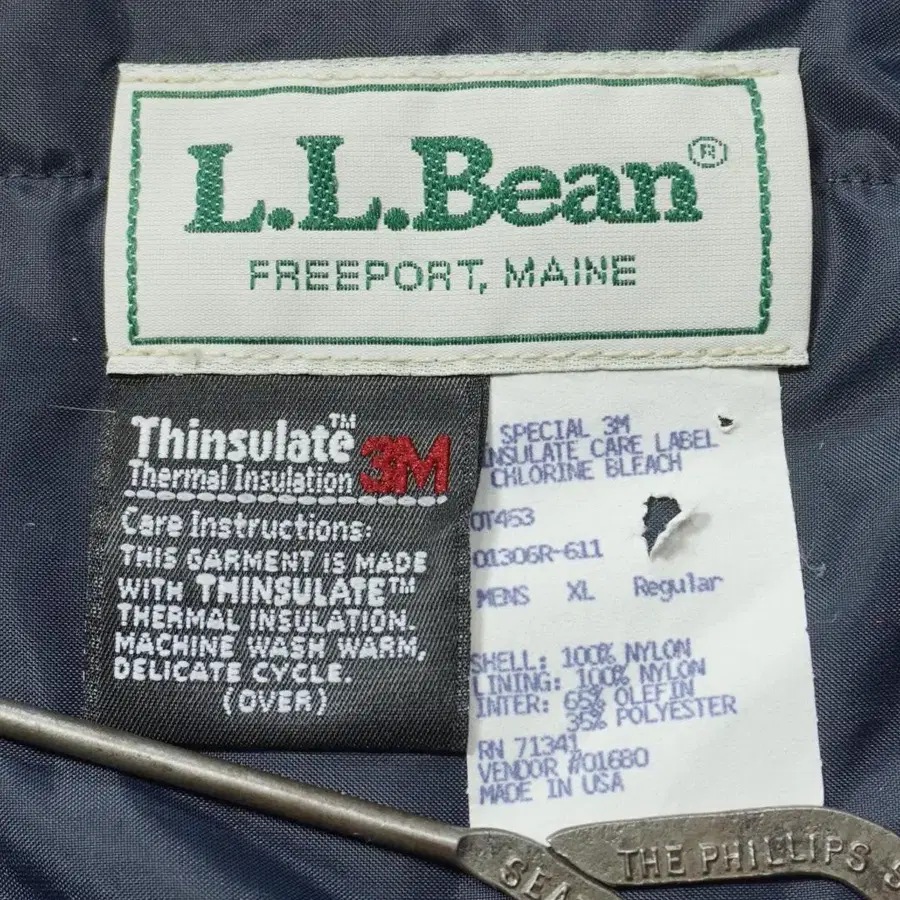 L.L.Bean®
FREEPORT, MAINE
Thinsulate™
Thermal Insulation 3M
Care Instructions:
THIS GARMENT IS MADE
WITH THINSULATE™
THERMAL INSULATION.
MACHINE WASH WARM,
DELICATE CYCLE.
(OVER)
SPECIAL 3M
INSULATE CARE LABEL
CHLORINE BLEACH
OT453
01306R-611
MENS XL Regular
SHELL: 100% NYLON
LINING: 100% NYLON
INTER: 65% OLEFIN
35% POLYESTER
RN 71341
VENDOR #01680
MADE IN USA
THE PHILLIPS